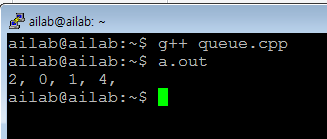 ailab@ailab: ~
ailab@ailab:~$ g++ queue.cpp
ailab@ailab:~$ a.out
2, 0, 1, 4,
ailab@ailab:~$